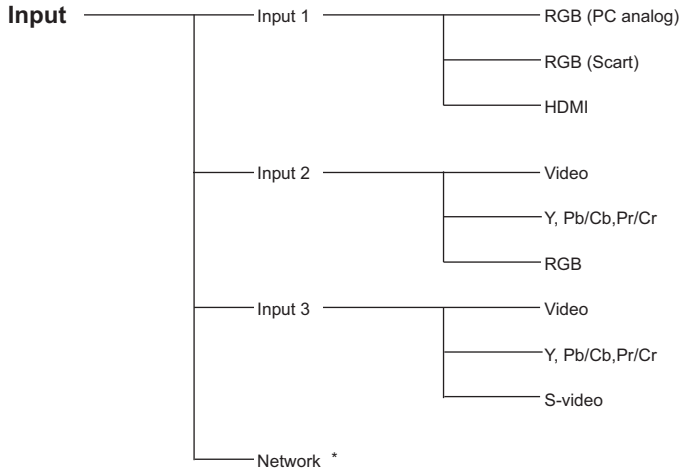 Input
Input 1
RGB (PC analog)
RGB (Scart)
HDMI
Input 2
Video
Y, Pb/Cb,Pr/Cr
RGB
Input 3
Video
Y, Pb/Cb,Pr/Cr
S-video
Network *